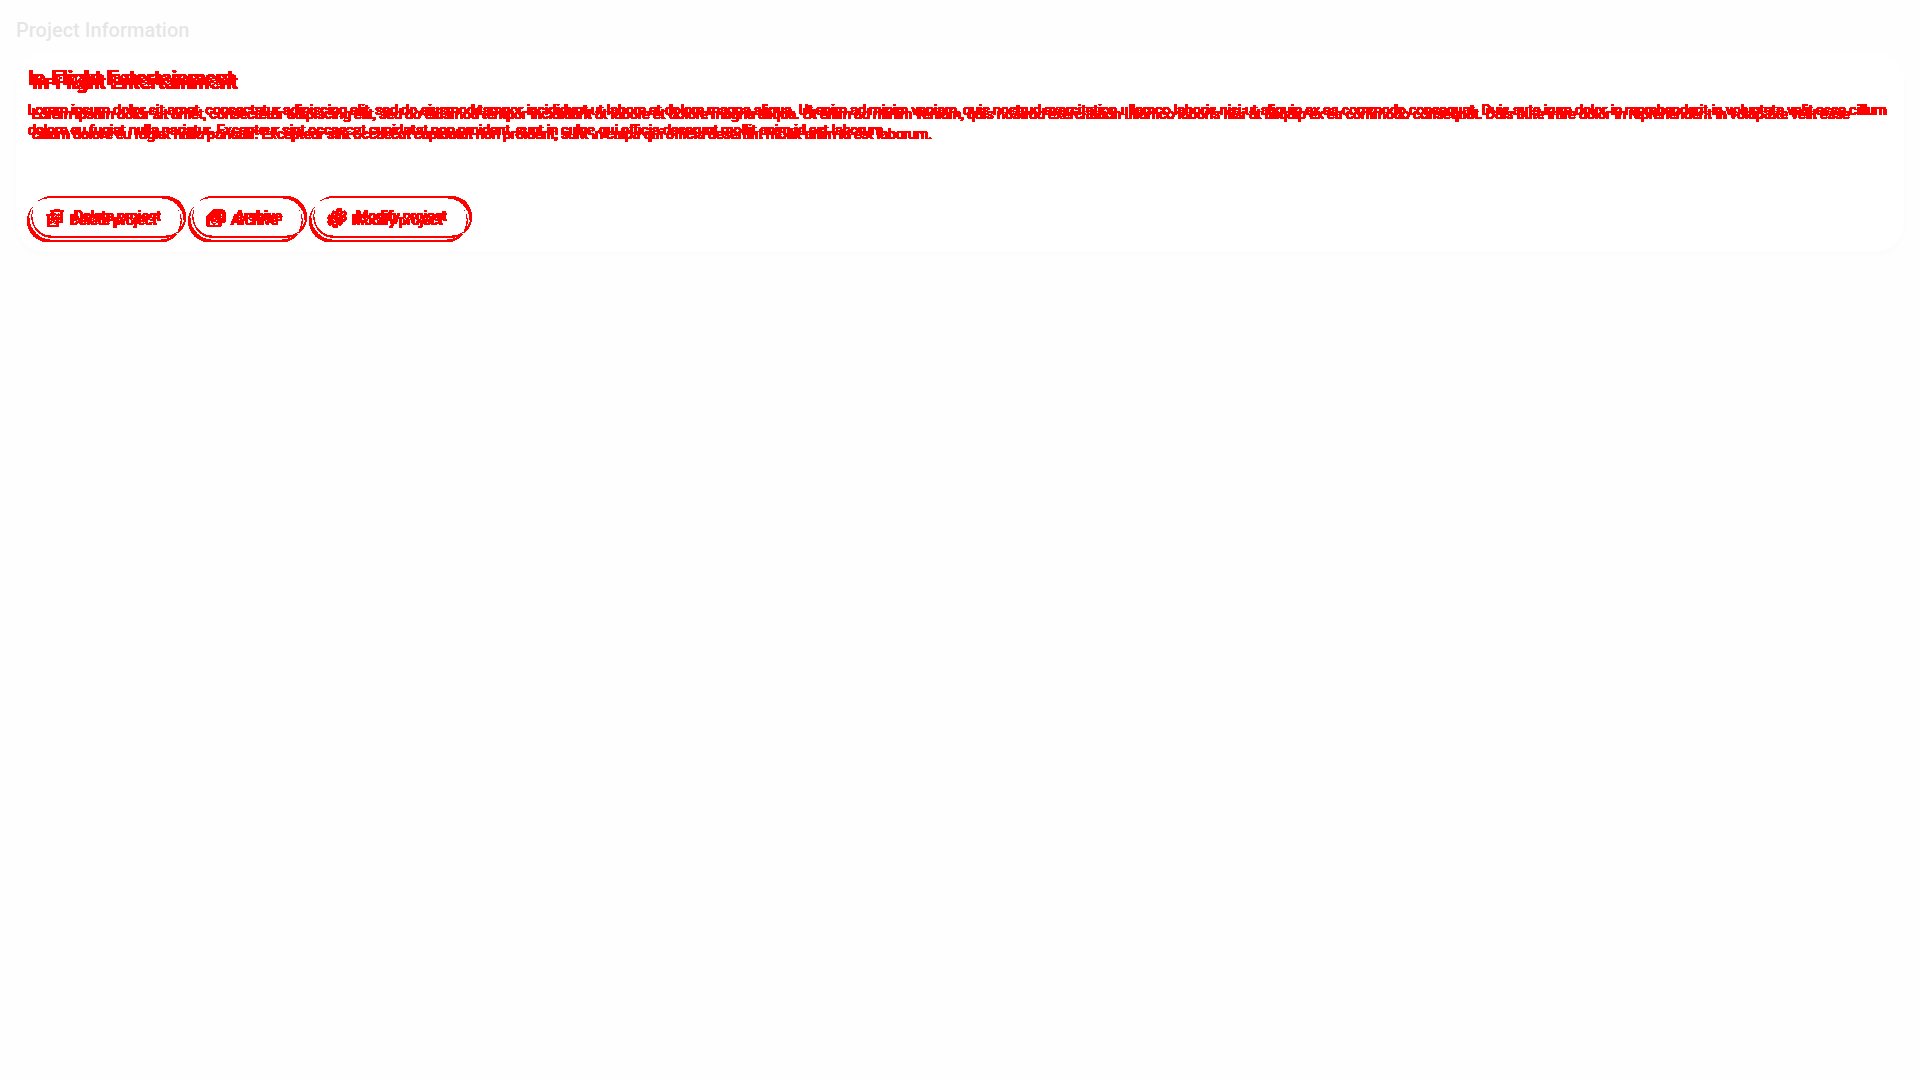 Project Information
In-Flight Entertainment
Lorem ipsum dolor sit amet, consectetur adipiscing elit, sed do eiusmod tempor incididunt ut labore et dolore magna aliqua. Ut enim ad minim veniam, quis nostrud exercitation ullamco laboris nisi ut aliquip ex ea commodo consequat. Duis aute irure dolor in reprehenderit in voluptate velit esse cillum
dolore eu fugiat nulla pariatur. Excepteur sint occaecat cupidatat non proident, sunt in culpa qui officia deserunt mollit anim id est laborum.
Delete project
Archive
Modify project